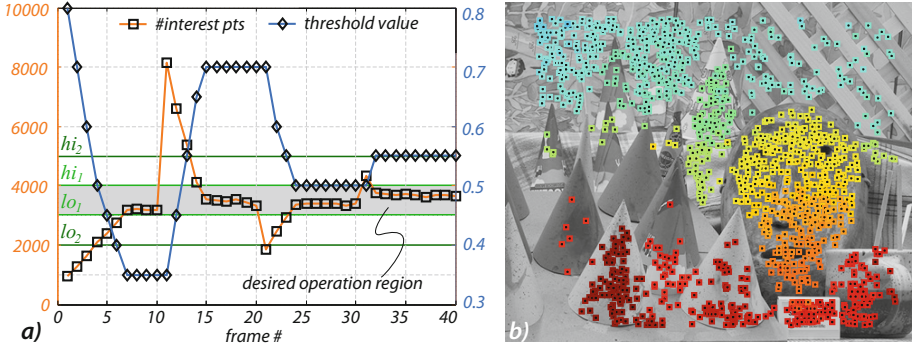 10000
8000
6000
4000
2000
0
#interest pts
threshold value
0.8
0.7
0.6
0.5
0.4
0.3
hi2
hi1
lo1
lo2
desired operation region
0 5 10 15 20 25 30 35 40
frame #
a)
b)